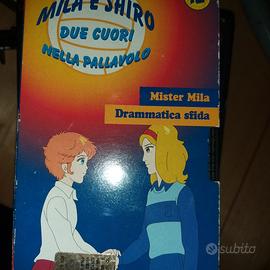 MILA E SHIRO
DUE CUORI
NELLA PALLAVOLO
Mister Mila
Drammatica sfida
subito